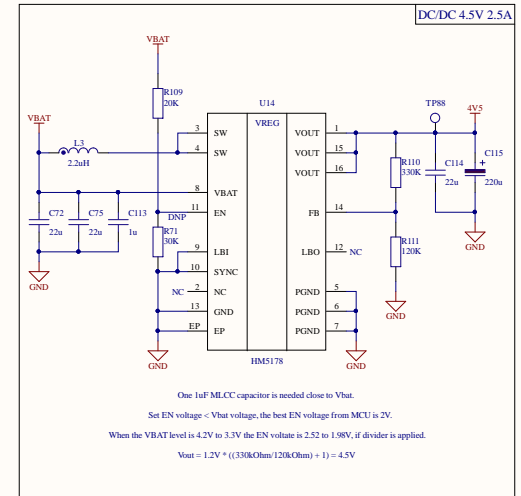 DC/DC 4.5V 2.5A
VBAT
R109
20K
U14
VREG
TP88
4V5
VBAT
L3
2.2uH
3 SW
4 SW
8 VBAT
11 EN
9 LBI
10 SYNC
NC 2 NC
13 GND
EP EP
VOUT 1
VOUT 15
VOUT 16
FB 14
LBO 12 NC
PGND 5
PGND 6
PGND 7
HM5178
C72
22u
C75
22u
C113
1u
GND
DNP
R71
30K
GND
R110
330K
R111
120K
GND
C114
22u
+
C115
220u
GND
GND
One 1uF MLCC capacitor is needed close to Vbat.
Set EN voltage < Vbat voltage, the best EN voltage from MCU is 2V.
When the VBAT level is 4.2V to 3.3V the EN voltate is 2.52 to 1.98V, if divider is applied.
Vout = 1.2V * ((330kOhm/120kOhm) + 1) = 4.5V